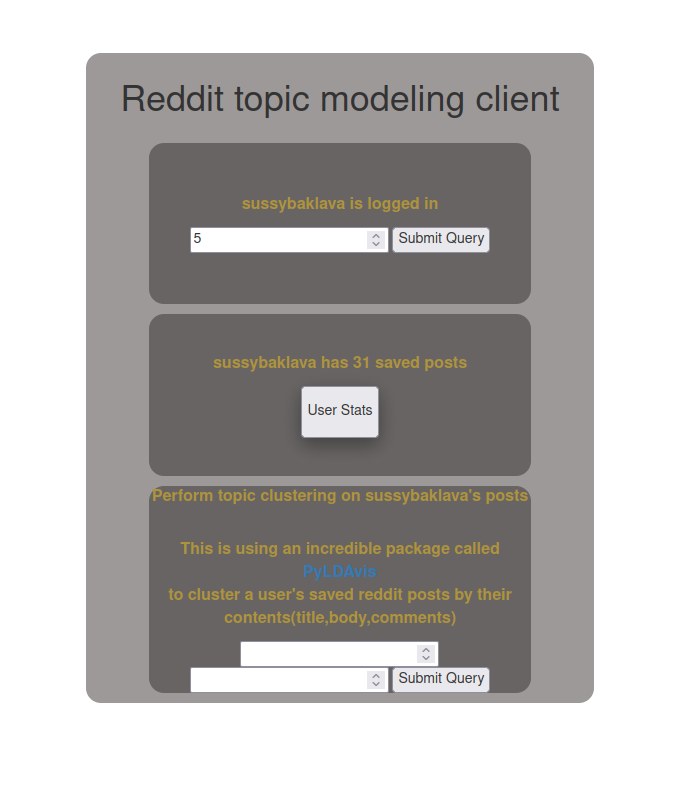 Reddit topic modeling client
sussybaklava is logged in
5 Submit Query
sussybaklava has 31 saved posts
User Stats
Perform topic clustering on sussybaklava's posts
This is using an incredible package called
PyLDAvis
to cluster a user's saved reddit posts by their
contents(title,body,comments)
Submit Query